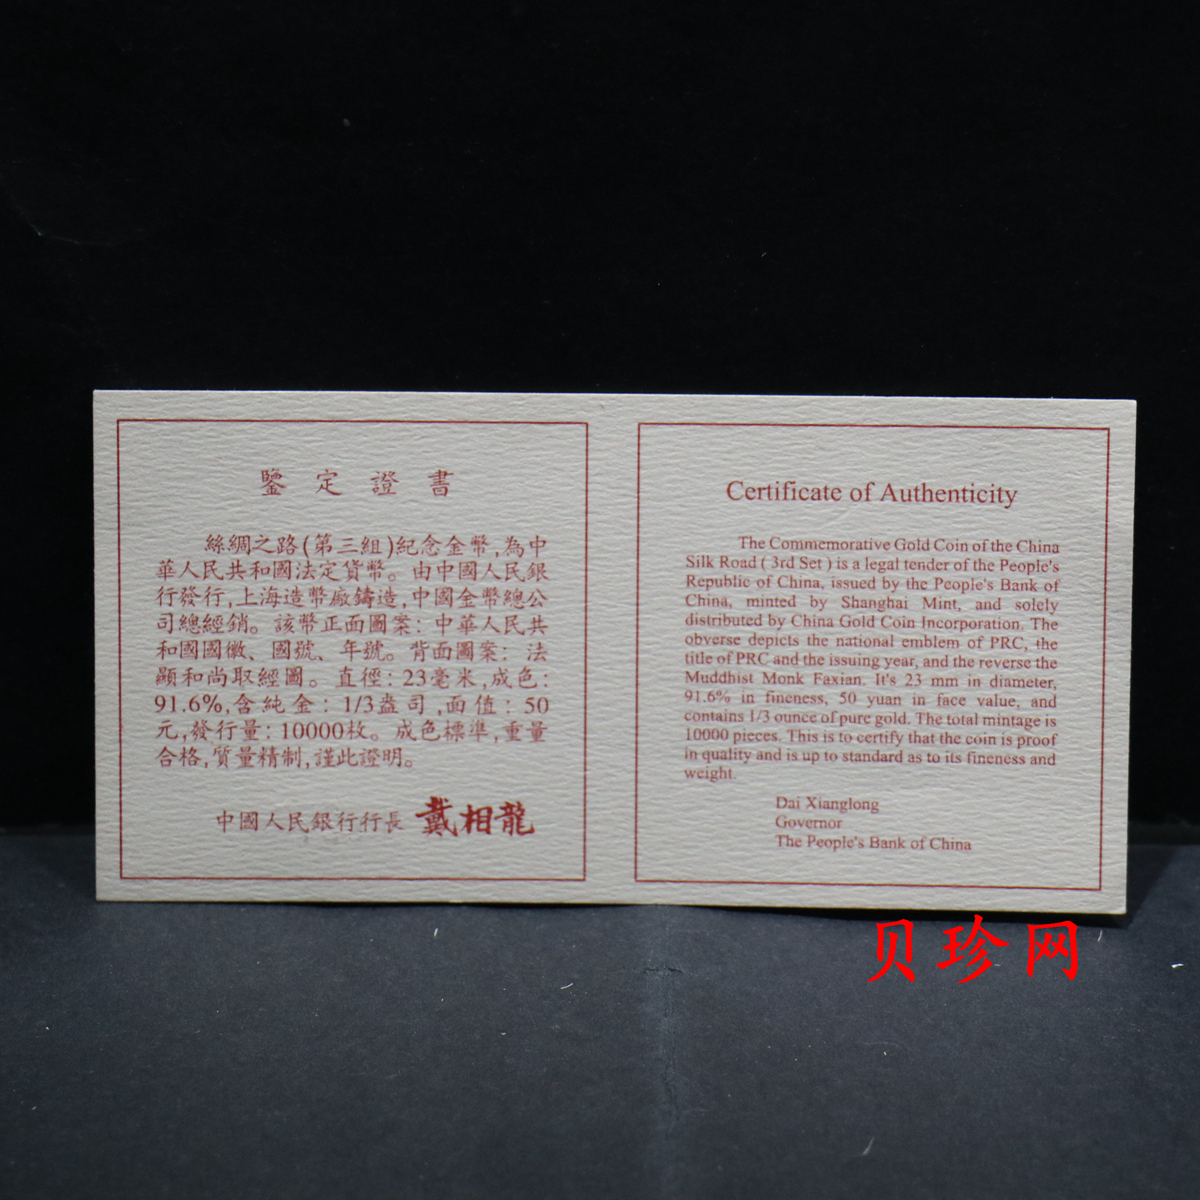 鑒定證書
絲綢之路(第三組)紀念金幣,為中
華人民共和國法定貨幣。由中國人民銀
行發行,上海造幣廠鑄造,中國金幣總公
司總經銷。該幣正面圖案:中華人民共
和國國徽、國號、年號。背面圖案:法
顯和尚取經圖。直徑:23毫米,成色:
91.6%,含純金:1/3盎司,面值:50
元,發行量:10000枚。成色標準,重量
合格,質量精制,謹此證明。
中國人民銀行行長 戴相龍
Certificate of Authenticity
The Commemorative Gold Coin of the China
Silk Road ( 3rd Set ) is a legal tender of the People's
Republic of China, issued by the People's Bank of
China, minted by Shanghai Mint, and solely
distributed by China Gold Coin Incorporation. The
obverse depicts the national emblem of PRC, the
title of PRC and the issuing year, and the reverse the
Muddhist Monk Faxian. It's 23 mm in diameter,
91.6% in fineness, 50 yuan in face value, and
contains 1/3 ounce of pure gold. The total mintage is
10000 pieces. This is to certify that the coin is proof
in quality and is up to standard as to its fineness and
weight.
Dai Xianglong
Governor
The People's Bank of China
贝珍网